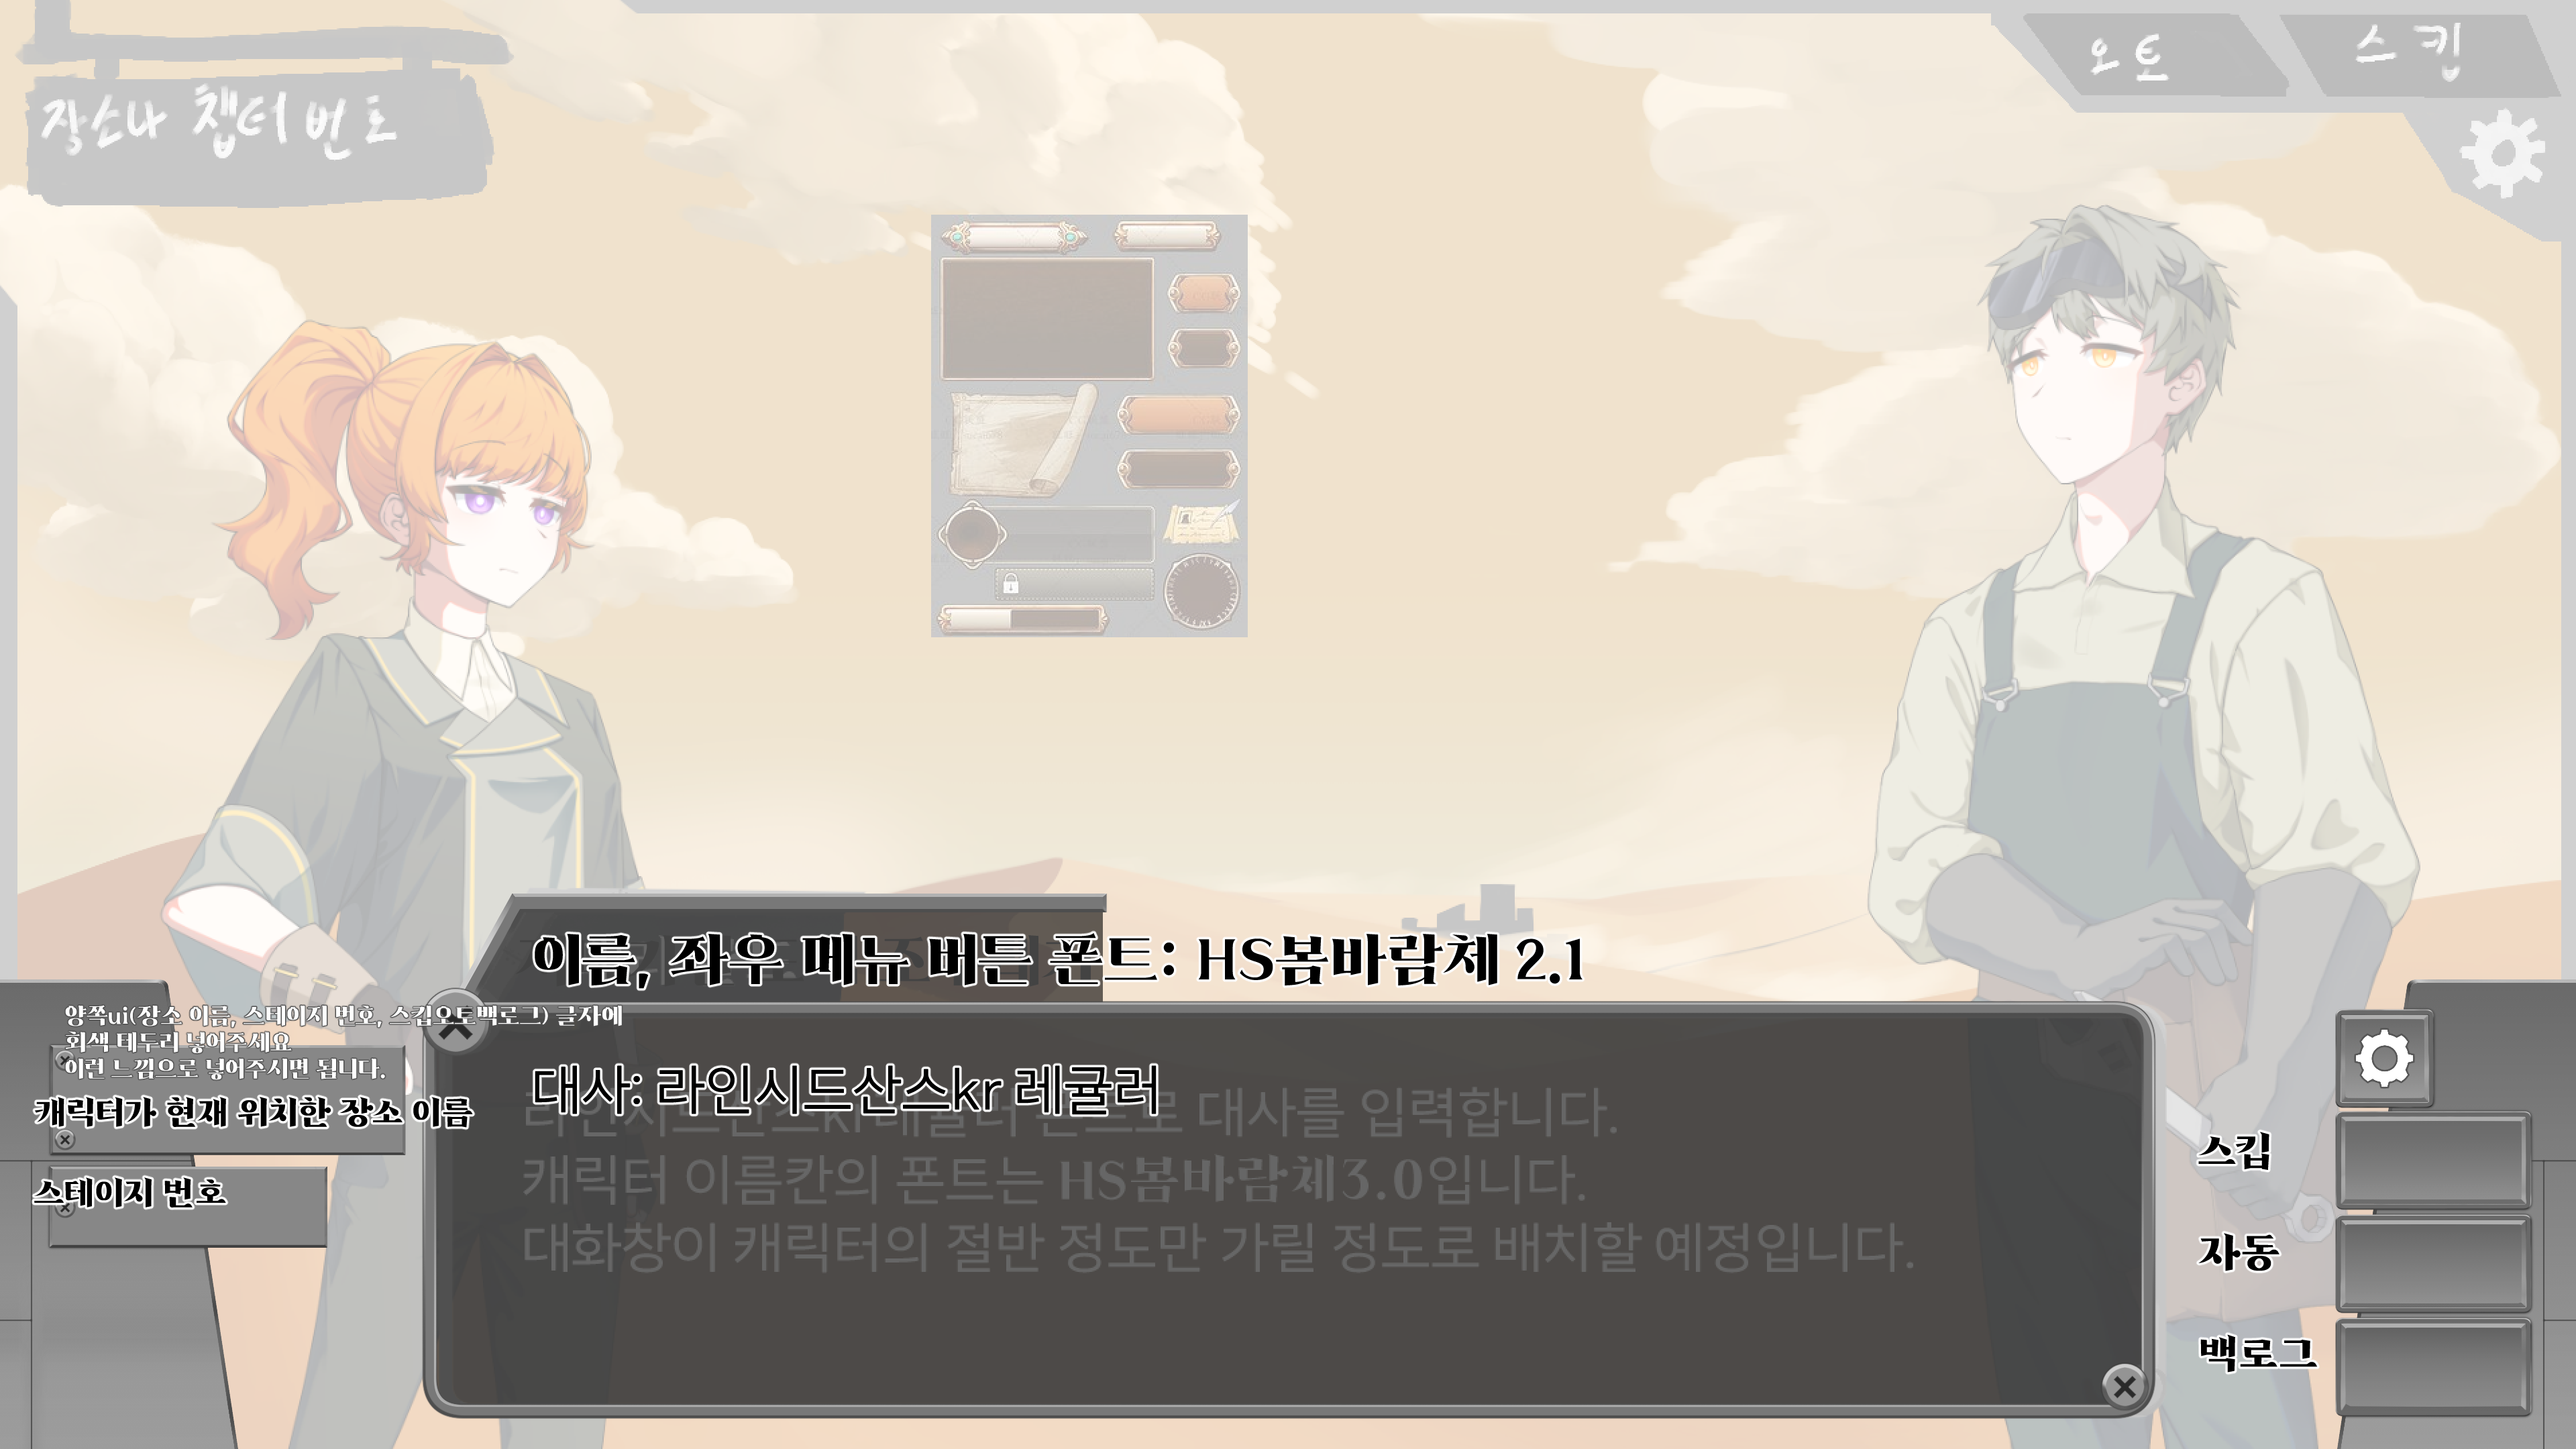 장소나 챕터 번호
오토
스킵
이름, 좌우 메뉴 버튼 폰트: HS봄바람체 2.1
양쪽ui(장소 이름, 스테이지 번호, 스킵오토백로그) 글자에
회색 테두리 넣어주세요
이런 느낌으로 넣어주시면 됩니다.
캐릭터가 현재 위치한 장소 이름
스테이지 번호
대사: 라인시드산스kr 레귤러
라인시드산스kr레귤러 폰트로 대사를 입력합니다.
캐릭터 이름칸의 폰트는 HS봄바람체3.0입니다.
대화창이 캐릭터의 절반 정도만 가릴 정도로 배치할 예정입니다.
스킵
자동
백로그